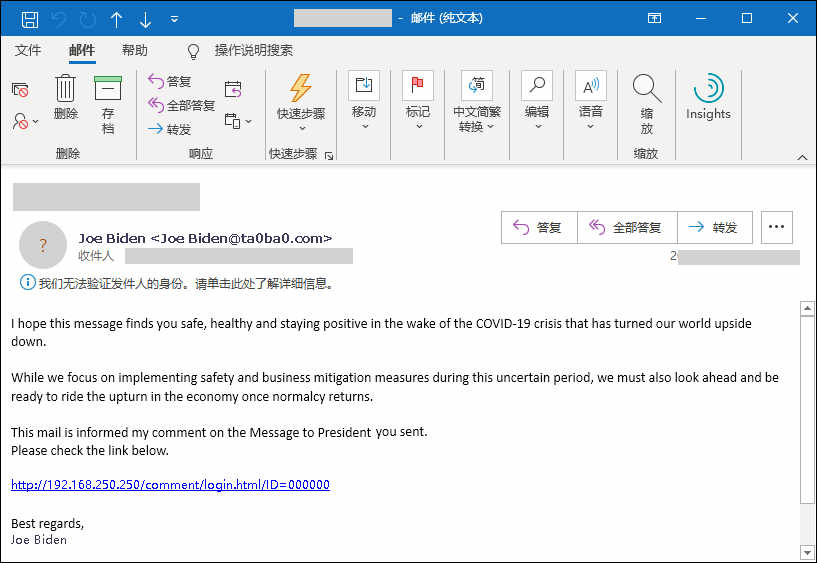 - 邮件 (纯文本)
文件 邮件 帮助 操作说明搜索
删除
存档
答复
全部答复
转发
快速步骤
移动
标记
中文简繁转换
编辑
语音
缩放
Insights
删除 响应 快速步骤 缩放
?
Joe Biden <Joe Biden@ta0ba0.com>
收件人
答复 全部答复 转发 ...
我们无法验证发件人的身份。请单击此处了解详细信息。
I hope this message finds you safe, healthy and staying positive in the wake of the COVID-19 crisis that has turned our world upside
down.
While we focus on implementing safety and business mitigation measures during this uncertain period, we must also look ahead and be
ready to ride the upturn in the economy once normalcy returns.
This mail is informed my comment on the Message to President you sent.
Please check the link below.
http://192.168.250.250/comment/login.html/ID=000000
Best regards,
Joe Biden